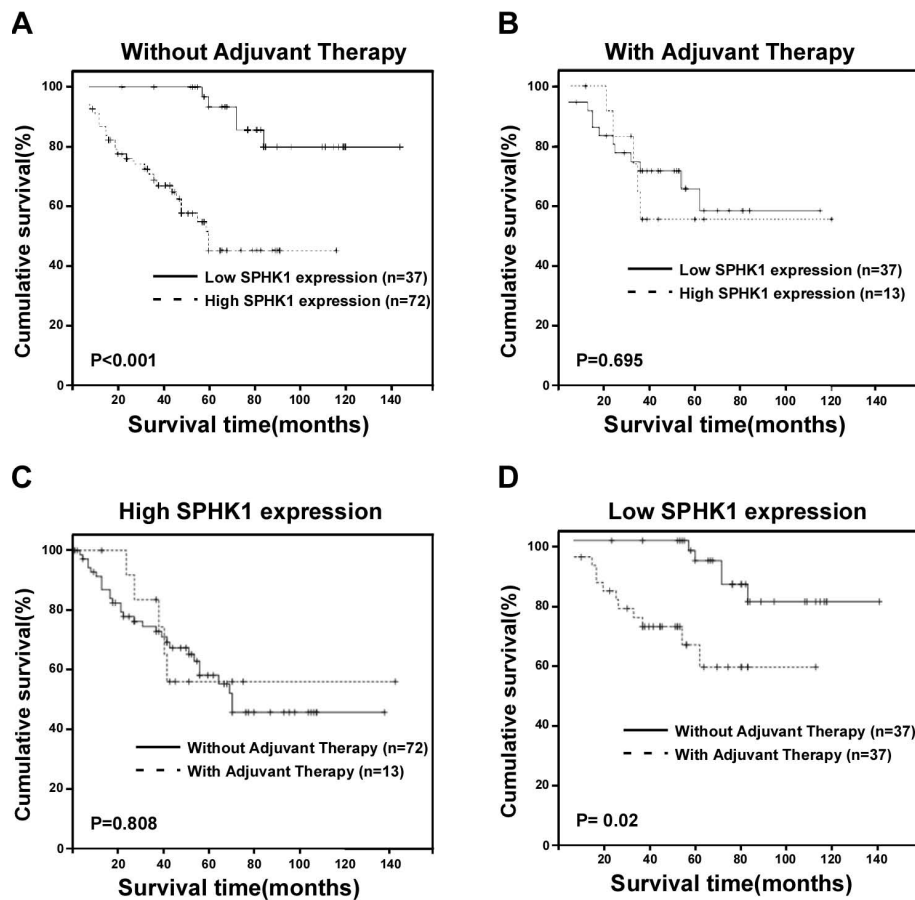 A
Without Adjuvant Therapy
Cumulative survival(%)
100
80
60
40
20
0
Low SPHK1 expression (n=37)
High SPHK1 expression (n=72)
P<0.001
20 40 60 80 100 120 140
Survival time(months)
B
With Adjuvant Therapy
Cumulative survival(%)
100
80
60
40
20
0
Low SPHK1 expression (n=37)
High SPHK1 expression (n=13)
P=0.695
20 40 60 80 100 120 140
Survival time(months)
C
High SPHK1 expression
Cumulative survival(%)
100
80
60
40
20
0
Without Adjuvant Therapy (n=72)
With Adjuvant Therapy (n=13)
P=0.808
20 40 60 80 100 120 140
Survival time(months)
D
Low SPHK1 expression
Cumulative survival(%)
100
80
60
40
20
0
Without Adjuvant Therapy (n=37)
With Adjuvant Therapy (n=37)
P= 0.02
20 40 60 80 100 120 140
Survival time(months)